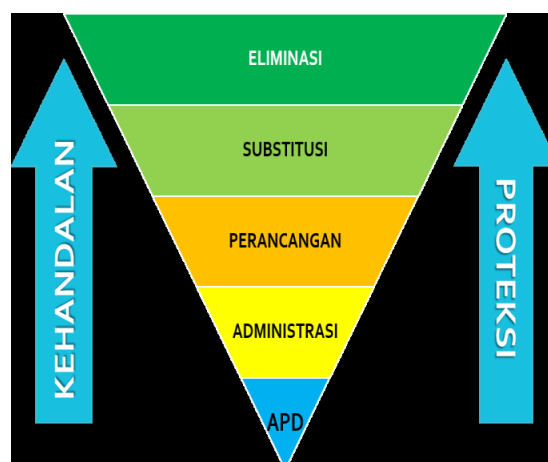 ELIMINASI
SUBSTITUSI
PERANCANGAN
ADMINISTRASI
APD
KEHANDALAN
PROTEKSI